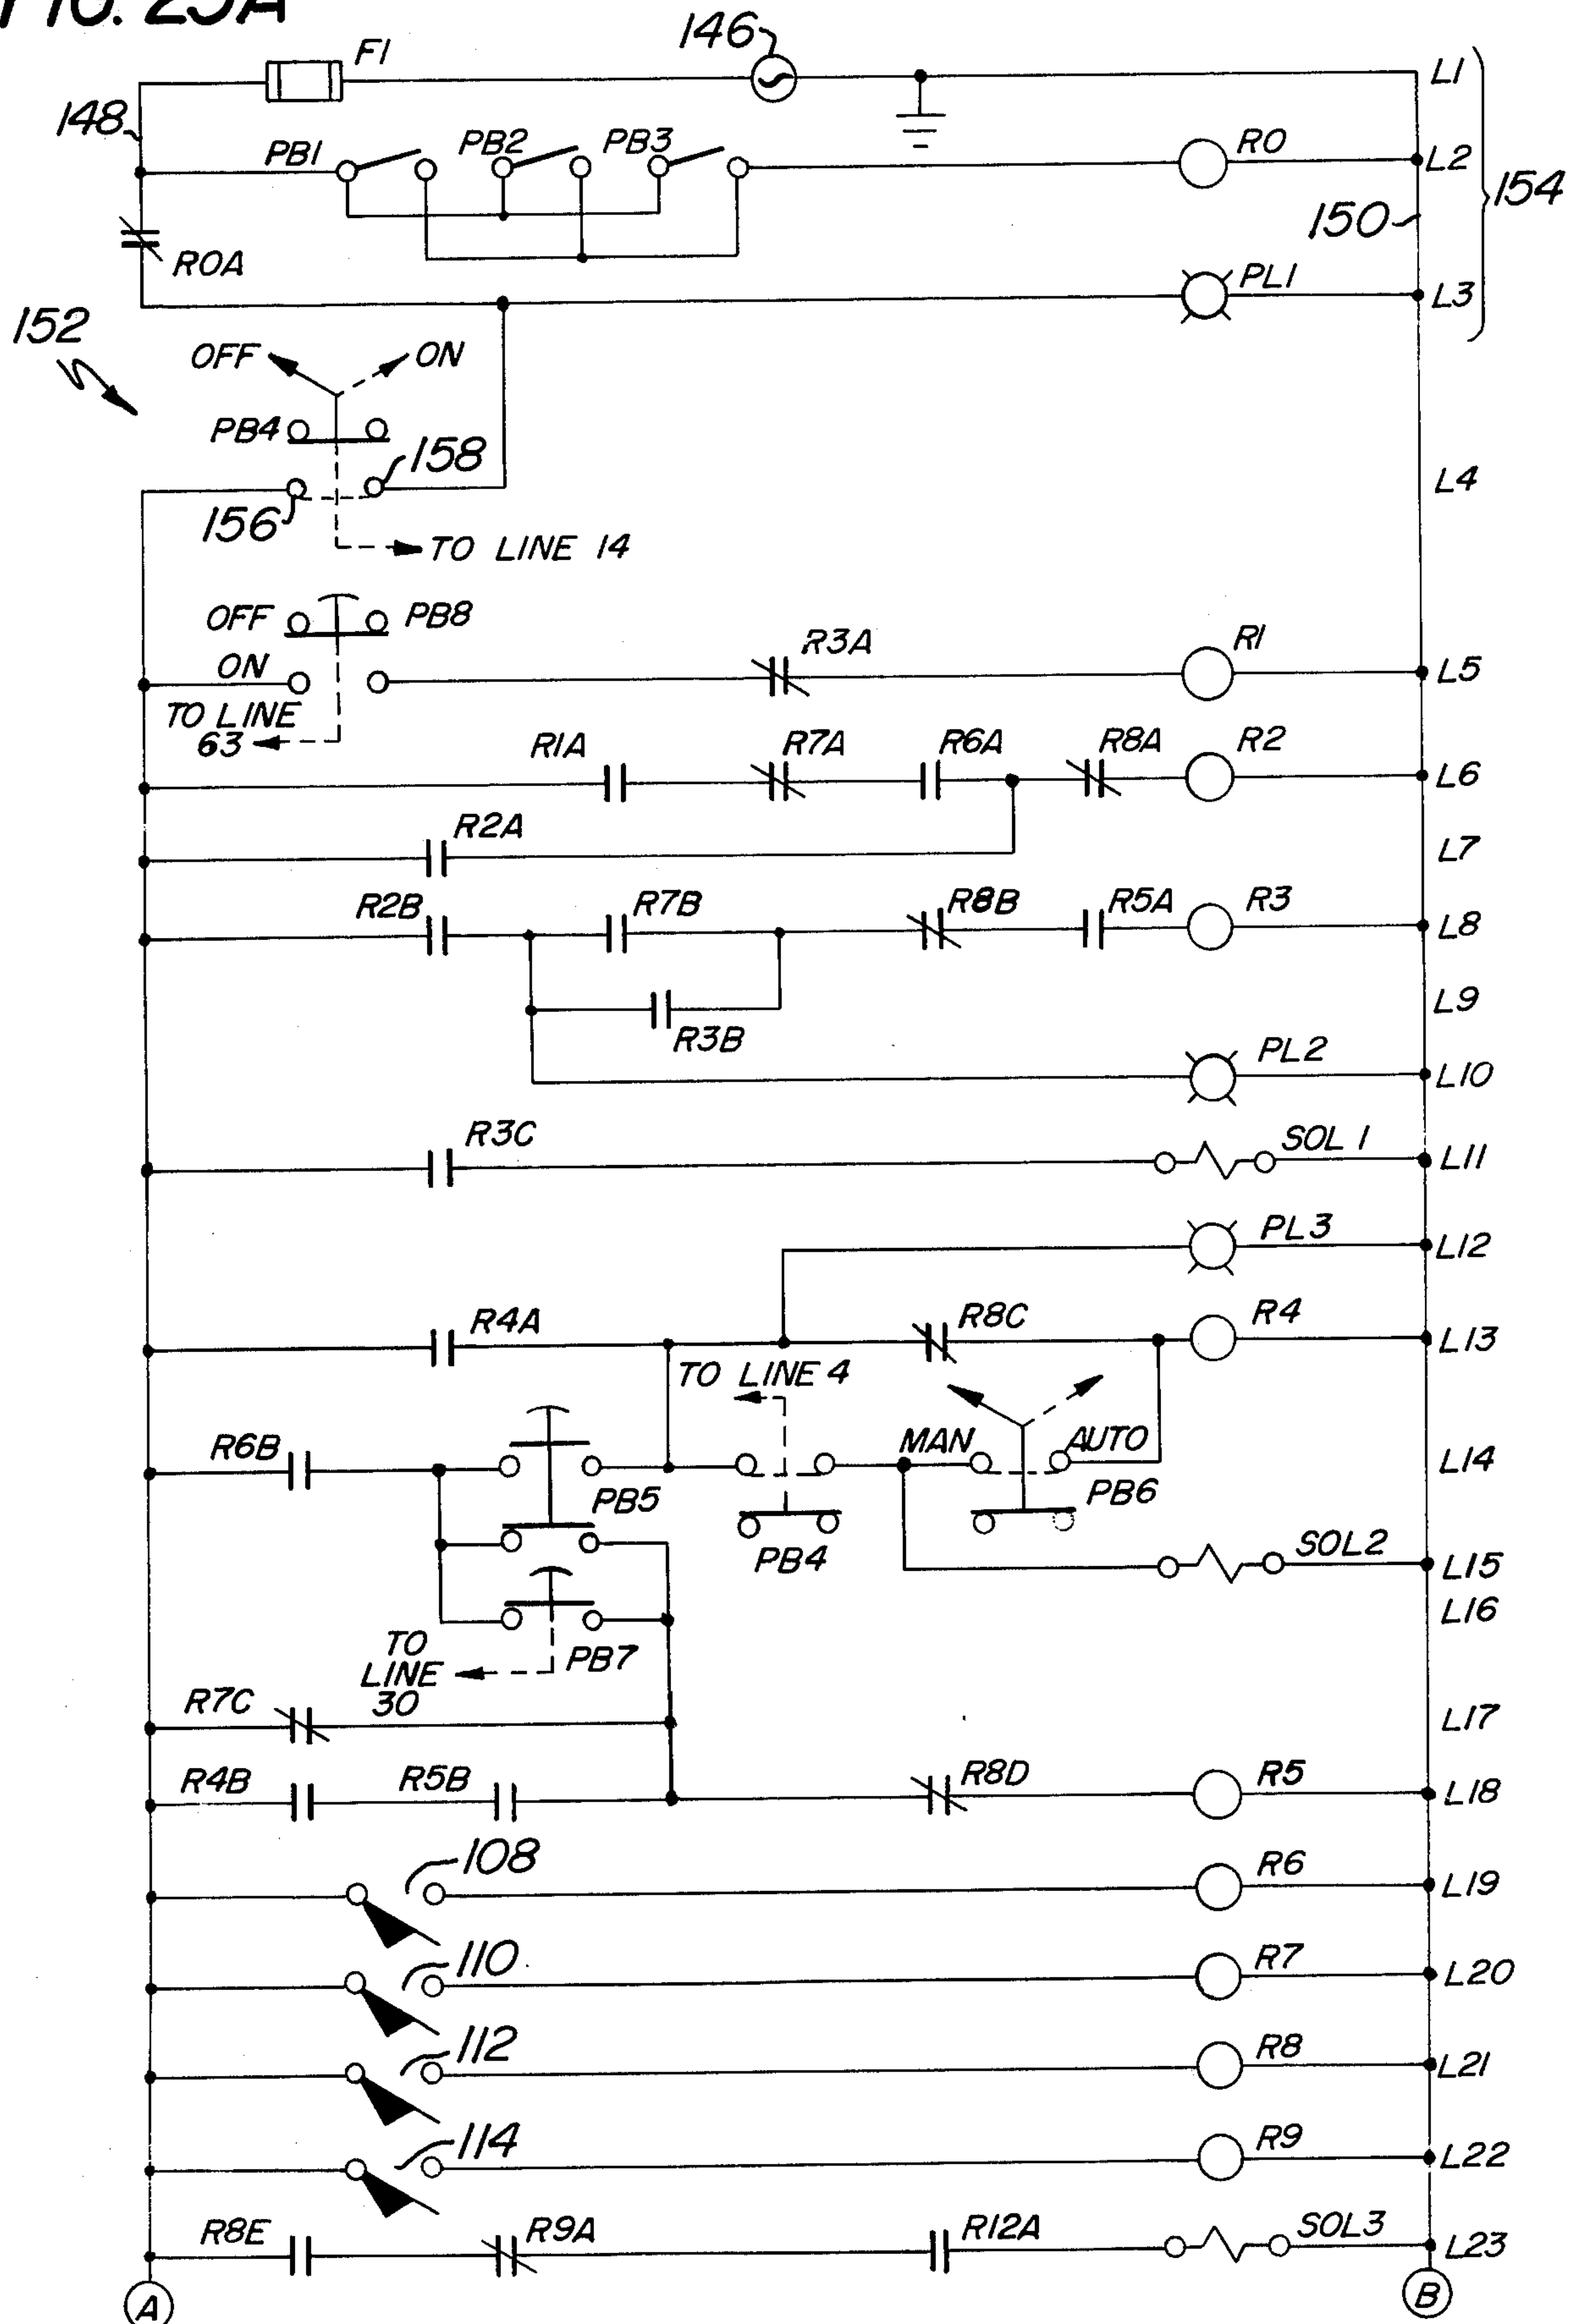 FIG. 25A
F1
146
L1
148
PB1
PB2
PB3
R0
L2
154
150
R0A
PL1
L3
152
OFF
ON
PB4
158
L4
156
TO LINE 14
OFF
PB8
R3A
R1
ON
L5
TO LINE
63
R1A
R7A
R6A
R8A
R2
L6
R2A
L7
R2B
R7B
R8B
R5A
R3
L8
R3B
L9
PL2
L10
R3C
SOL 1
L11
PL3
L12
R4A
R8C
R4
L13
TO LINE 4
R6B
MAN
AUTO
L14
PB5
PB6
PB4
SOL2
L15
L16
TO
LINE
30
PB7
R7C
L17
R4B
R5B
R8D
R5
L18
108
R6
L19
110
R7
L20
112
R8
L21
114
R9
L22
R8E
R9A
R12A
SOL3
L23
A
B